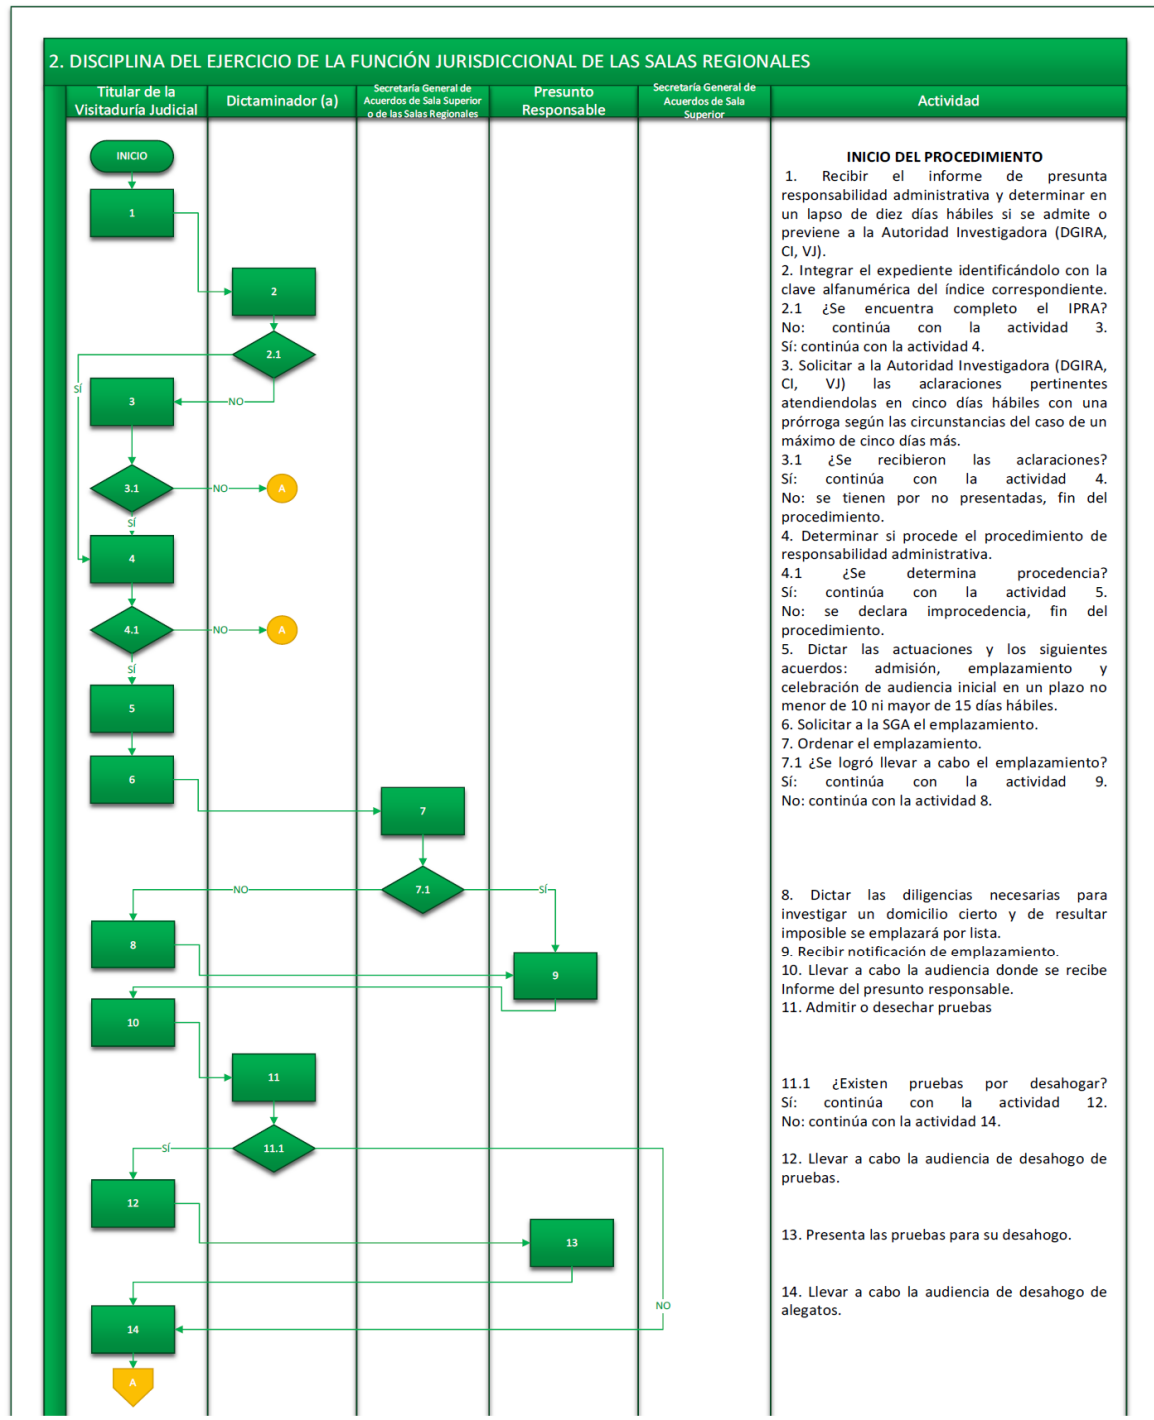 2. DISCIPLINA DEL EJERCICIO DE LA FUNCIÓN JURISDICCIONAL DE LAS SALAS REGIONALES
Titular de la
Visitaduría Judicial
Dictaminador (a)
Secretaría General de
Acuerdos de Sala Superior
o de las Salas Regionales
Presunto
Responsable
Secretaría General de
Acuerdos de Sala
Superior
Actividad
INICIO
1
2
2.1
SÍ
NO
3
3.1
NO
A
SÍ
4
4.1
NO
A
SÍ
5
6
7
7.1
NO
SÍ
8
9
10
11
11.1
SÍ
12
13
NO
14
A
INICIO DEL PROCEDIMIENTO
1. Recibir el informe de presunta
responsabilidad administrativa y determinar en
un lapso de diez días hábiles si se admite o
previene a la Autoridad Investigadora (DGIRA,
CI, VJ).
2. Integrar el expediente identificándolo con la
clave alfanumérica del índice correspondiente.
2.1 ¿Se encuentra completo el IPRA?
No: continúa con la actividad 3.
Sí: continúa con la actividad 4.
3. Solicitar a la Autoridad Investigadora (DGIRA,
CI, VJ) las aclaraciones pertinentes
atendiendolas en cinco días hábiles con una
prórroga según las circunstancias del caso de un
máximo de cinco días más.
3.1 ¿Se recibieron las aclaraciones?
Sí: continúa con la actividad 4.
No: se tienen por no presentadas, fin del
procedimiento.
4. Determinar si procede el procedimiento de
responsabilidad administrativa.
4.1 ¿Se determina procedencia?
Sí: continúa con la actividad 5.
No: se declara improcedencia, fin del
procedimiento.
5. Dictar las actuaciones y los siguientes
acuerdos: admisión, emplazamiento y
celebración de audiencia inicial en un plazo no
menor de 10 ni mayor de 15 días hábiles.
6. Solicitar a la SGA el emplazamiento.
7. Ordenar el emplazamiento.
7.1 ¿Se logró llevar a cabo el emplazamiento?
Sí: continúa con la actividad 9.
No: continúa con la actividad 8.
8. Dictar las diligencias necesarias para
investigar un domicilio cierto y de resultar
imposible se emplazará por lista.
9. Recibir notificación de emplazamiento.
10. Llevar a cabo la audiencia donde se recibe
Informe del presunto responsable.
11. Admitir o desechar pruebas
11.1 ¿Existen pruebas por desahogar?
Sí: continúa con la actividad 12.
No: continúa con la actividad 14.
12. Llevar a cabo la audiencia de desahogo de
pruebas.
13. Presenta las pruebas para su desahogo.
14. Llevar a cabo la audiencia de desahogo de
alegatos.